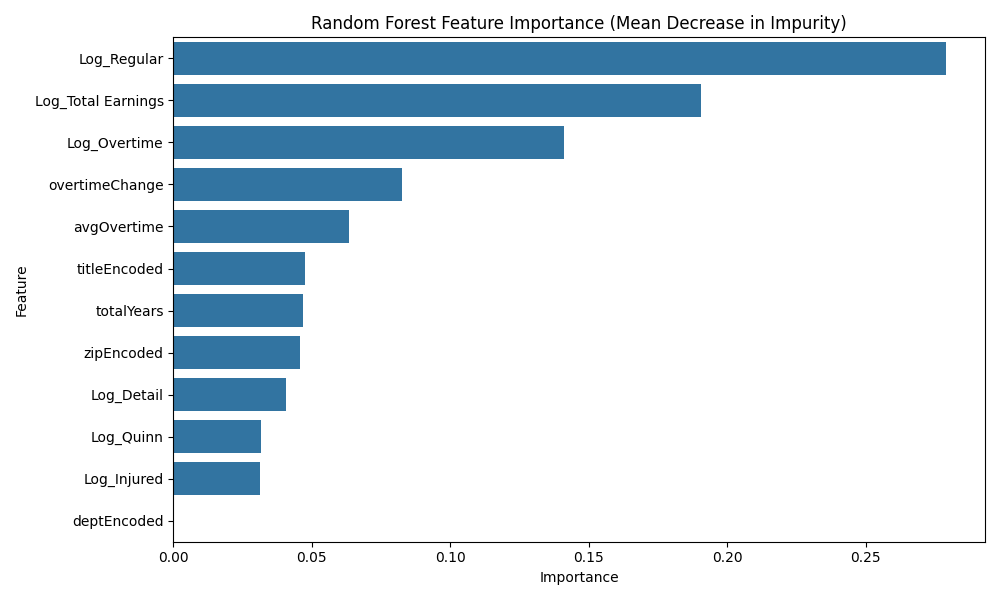 Random Forest Feature Importance (Mean Decrease in Impurity)
Feature
Log_Regular
Log_Total Earnings
Log_Overtime
overtimeChange
avgOvertime
titleEncoded
totalYears
zipEncoded
Log_Detail
Log_Quinn
Log_Injured
deptEncoded
0.00 0.05 0.10 0.15 0.20 0.25
Importance